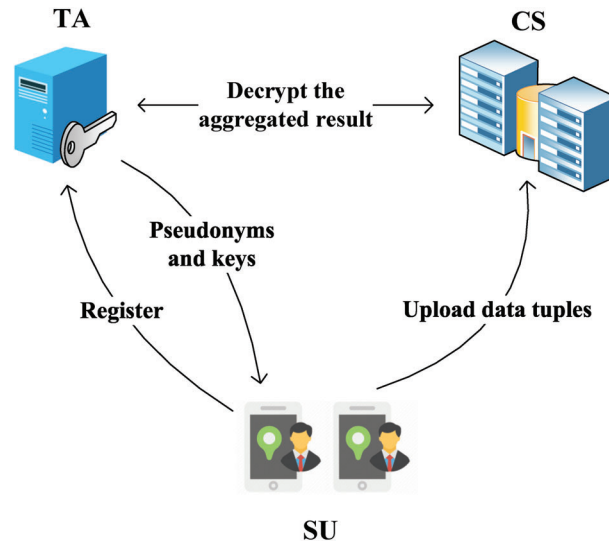 TA
CS
Decrypt the
aggregated result
Pseudonyms
and keys
Register
Upload data tuples
SU